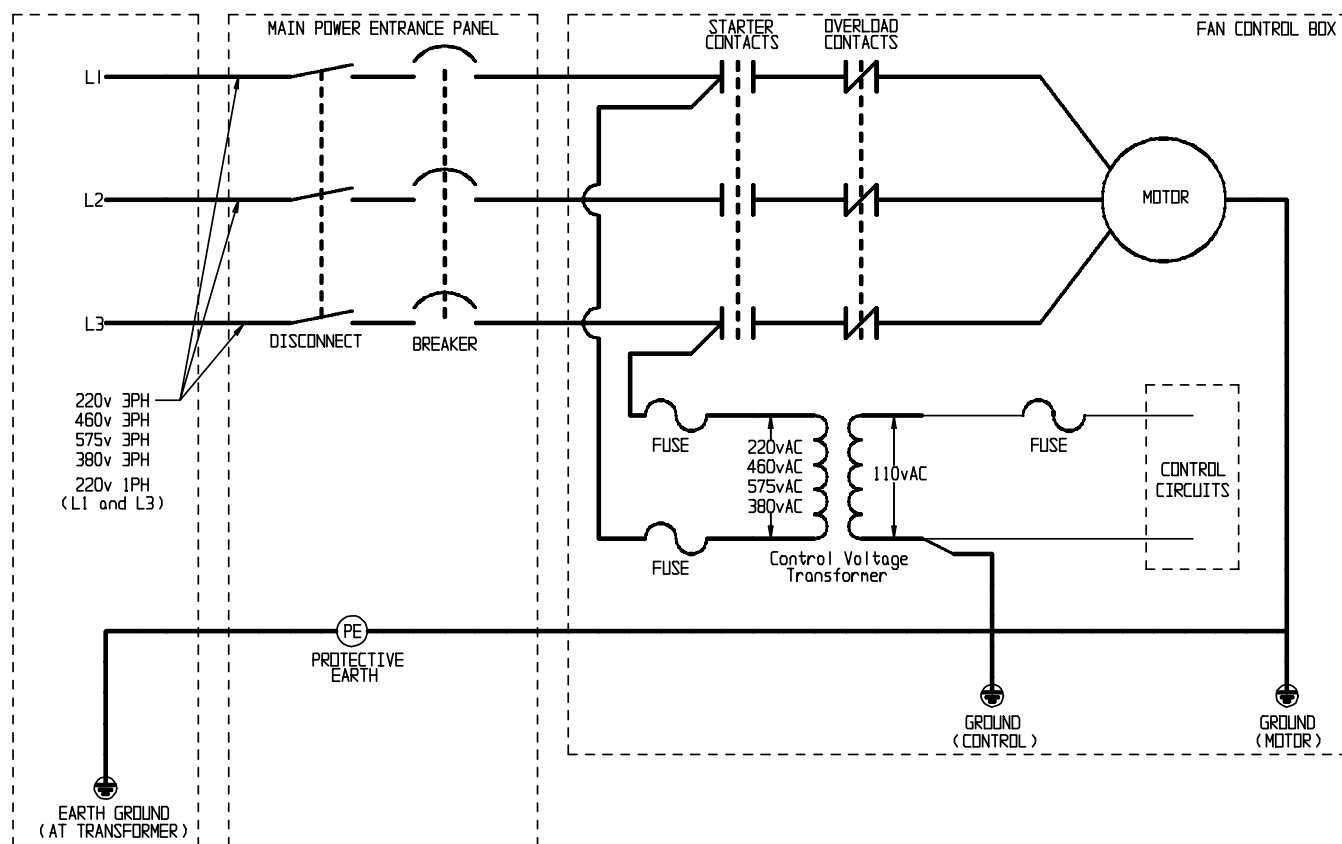 MAIN POWER ENTRANCE PANEL
STARTER
CONTACTS
OVERLOAD
CONTACTS
FAN CONTROL BOX
L1
L2
MOTOR
L3
DISCONNECT
BREAKER
220v 3PH
460v 3PH
575v 3PH
380v 3PH
220v 1PH
(L1 and L3)
FUSE
220vAC
460vAC
575vAC
380vAC
110vAC
FUSE
CONTROL
CIRCUITS
FUSE
Control Voltage
Transformer
PE
PROTECTIVE
EARTH
GROUND
(CONTROL)
GROUND
(MOTOR)
EARTH GROUND
(AT TRANSFORMER)